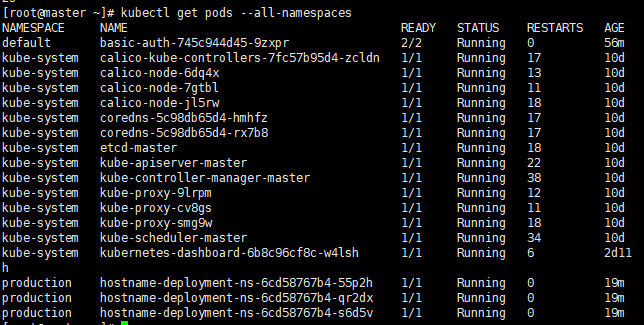 [root@master ~]# kubectl get pods --all-namespaces
NAMESPACE NAME READY STATUS RESTARTS AGE
default basic-auth-745c944d45-9zxpr 2/2 Running 0 56m
kube-system calico-kube-controllers-7fc57b95d4-zcldn 1/1 Running 17 10d
kube-system calico-node-6dq4x 1/1 Running 13 10d
kube-system calico-node-7gtbl 1/1 Running 11 10d
kube-system calico-node-jl5rw 1/1 Running 18 10d
kube-system coredns-5c98db65d4-hmhfz 1/1 Running 17 10d
kube-system coredns-5c98db65d4-rx7b8 1/1 Running 17 10d
kube-system etcd-master 1/1 Running 18 10d
kube-system kube-apiserver-master 1/1 Running 22 10d
kube-system kube-controller-manager-master 1/1 Running 38 10d
kube-system kube-proxy-9lrpm 1/1 Running 12 10d
kube-system kube-proxy-cv8gs 1/1 Running 11 10d
kube-system kube-proxy-smg9w 1/1 Running 18 10d
kube-system kube-scheduler-master 1/1 Running 34 10d
kube-system kubernetes-dashboard-6b8c96cf8c-w4lsh 1/1 Running 6 2d11
h
production hostname-deployment-ns-6cd58767b4-55p2h 1/1 Running 0 19m
production hostname-deployment-ns-6cd58767b4-qr2dx 1/1 Running 0 19m
production hostname-deployment-ns-6cd58767b4-s6d5v 1/1 Running 0 19m